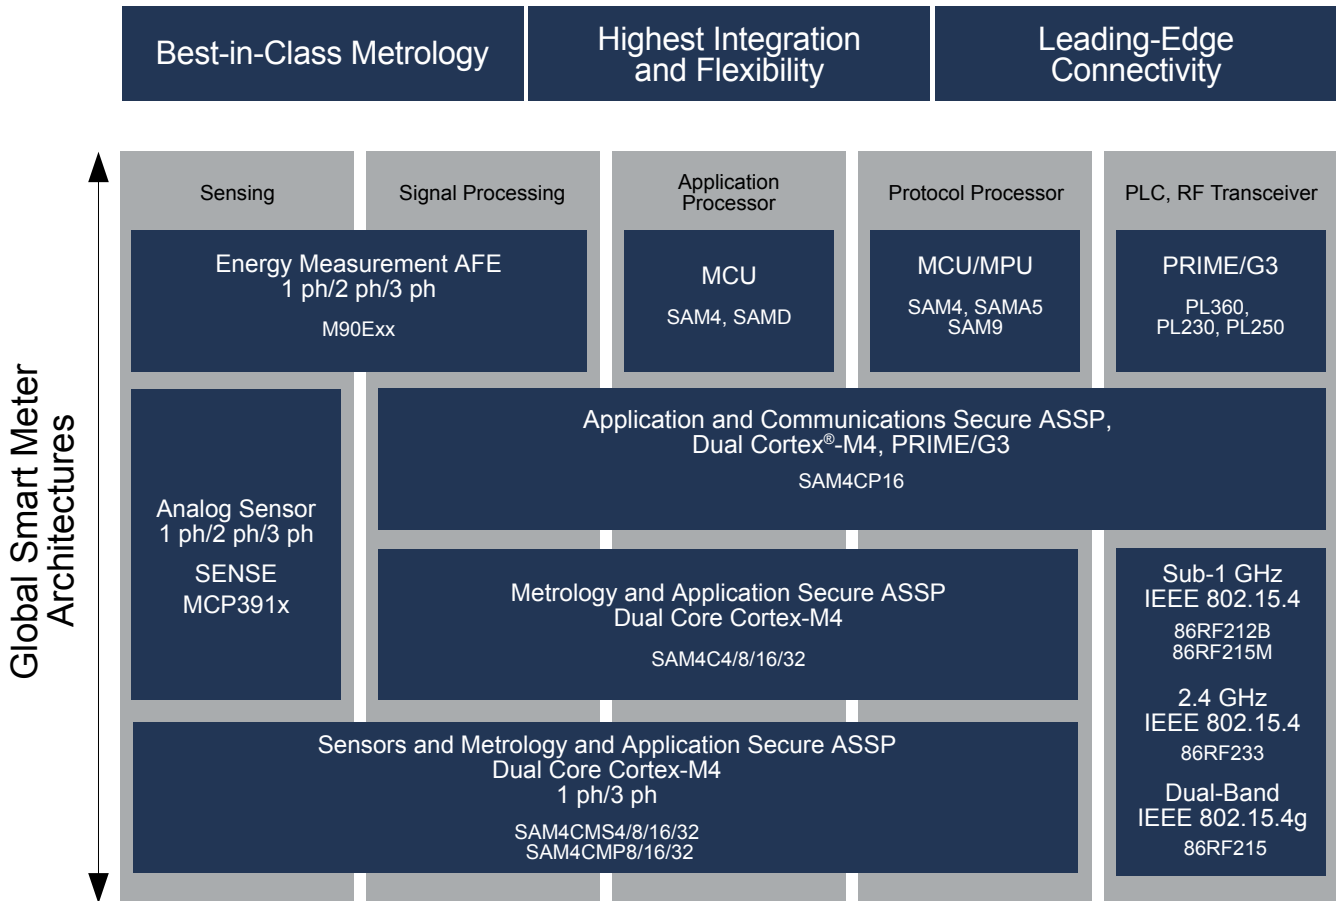 Best-in-Class Metrology
Highest Integration
and Flexibility
Leading-Edge
Connectivity
Global Smart Meter
Architectures
Sensing
Signal Processing
Application
Processor
Protocol Processor
PLC, RF Transceiver
Energy Measurement AFE
1 ph/2 ph/3 ph
M90Exx
MCU
SAM4, SAMD
MCU/MPU
SAM4, SAMA5
SAM9
PRIME/G3
PL360,
PL230, PL250
Analog Sensor
1 ph/2 ph/3 ph
SENSE
MCP391x
Application and Communications Secure ASSP,
Dual Cortex®-M4, PRIME/G3
SAM4CP16
Metrology and Application Secure ASSP
Dual Core Cortex-M4
SAM4C4/8/16/32
Sub-1 GHz
IEEE 802.15.4
86RF212B
86RF215M
2.4 GHz
IEEE 802.15.4
86RF233
Dual-Band
IEEE 802.15.4g
86RF215
Sensors and Metrology and Application Secure ASSP
Dual Core Cortex-M4
1 ph/3 ph
SAM4CMS4/8/16/32
SAM4CMP8/16/32